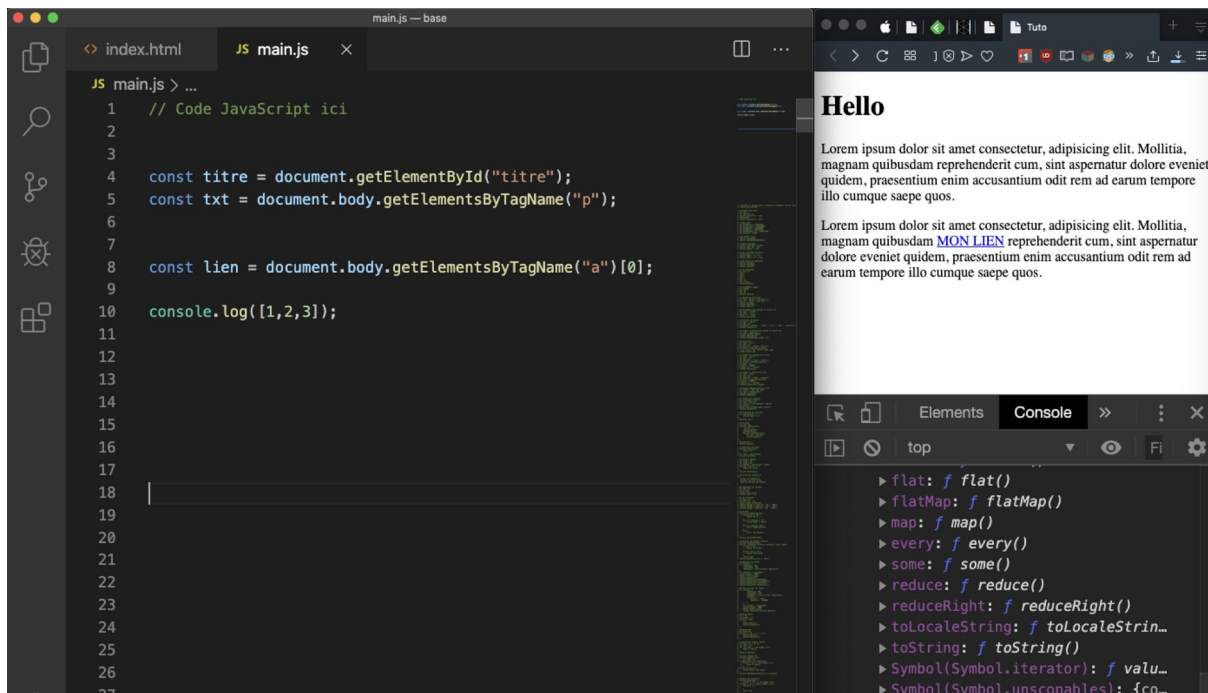 main.js — base
index.html
JS main.js
JS main.js > ...
1 // Code JavaScript ici
2
3
4 const titre = document.getElementById("titre");
5 const txt = document.body.getElementsByTagName("p");
6
7
8 const lien = document.body.getElementsByTagName("a")[0];
9
10 console.log([1,2,3]);
11
12
13
14
15
16
17
18
19
20
21
22
23
24
25
26
Tuto
Hello
Lorem ipsum dolor sit amet consectetur, adipisicing elit. Mollitia,
magnam quibusdam reprehenderit cum, sint aspernatur dolore eveniet
quidem, praesentium enim accusantium odit rem ad earum tempore
illo cumque saepe quos.
Lorem ipsum dolor sit amet consectetur, adipisicing elit. Mollitia,
magnam quibusdam MON LIEN reprehenderit cum, sint aspernatur
dolore eveniet quidem, praesentium enim accusantium odit rem ad
earum tempore illo cumque saepe quos.
Elements Console »
top Fi
flat: ƒ flat()
flatMap: ƒ flatMap()
map: ƒ map()
every: ƒ every()
some: ƒ some()
reduce: ƒ reduce()
reduceRight: ƒ reduceRight()
toLocaleString: ƒ toLocaleStrin…
toString: ƒ toString()
Symbol(Symbol.iterator): ƒ valu…
Symbol(Symbol.unscopables): {co…